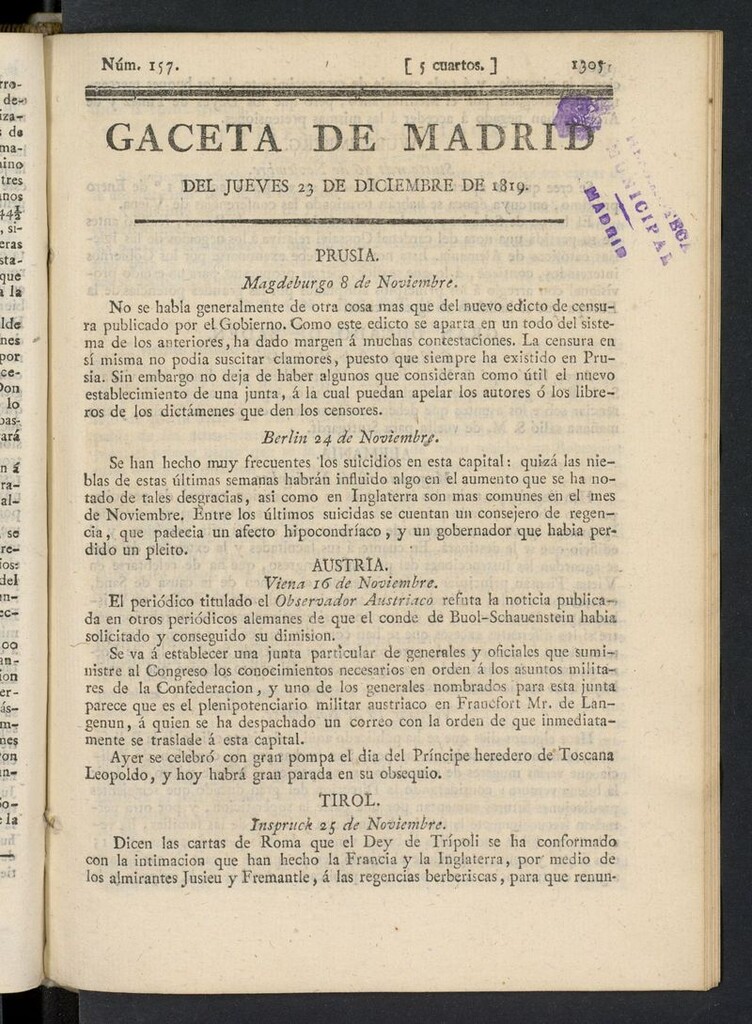 Núm. 157. [ 5 cuartos. ] 1305
GACETA DE MADRID
DEL JUEVES 23 DE DICIEMBRE DE 1819.
MUNICIPAL
MADRID
PRUSIA.
Magdeburgo 8 de Noviembre.
No se habla generalmente de otra cosa mas que del nuevo edicto de censu-
ra publicado por el Gobierno. Como este edicto se aparta en un todo del siste-
ma de los anteriores, ha dado margen á muchas contestaciones. La censura en
sí misma no podia suscitar clamores, puesto que siempre ha existido en Pru-
sia. Sin embargo no deja de haber algunos que consideran como útil el nuevo
establecimiento de una junta, á la cual puedan apelar los autores ó los libre-
ros de los dictámenes que den los censores.
Berlin 24 de Noviembre.
Se han hecho muy frecuentes los suicidios en esta capital: quizá las nie-
blas de estas últimas semanas habrán influido algo en el aumento que se ha no-
tado de tales desgracias, asi como en Inglaterra son mas comunes en el mes
de Noviembre. Entre los últimos suicidas se cuentan un consejero de regen-
cia, que padecia un afecto hipocondríaco, y un gobernador que habia per-
dido un pleito.
AUSTRIA.
Viena 16 de Noviembre.
El periódico titulado el Observador Austriaco refuta la noticia publica-
da en otros periódicos alemanes de que el conde de Buol-Schauenstein habia
solicitado y conseguido su dimision.
Se va á establecer una junta particular de generales y oficiales que sumi-
nistre al Congreso los conocimientos necesarios en orden á los asuntos milita-
res de la Confederacion, y uno de los generales nombrados para esta junta
parece que es el plenipotenciario militar austriaco en Francfort Mr. de Lan-
genun, á quien se ha despachado un correo con la orden de que inmediata-
mente se traslade á esta capital.
Ayer se celebró con gran pompa el dia del Príncipe heredero de Toscana
Leopoldo, y hoy habrá gran parada en su obsequio.
TIROL.
Inspruck 25 de Noviembre.
Dicen las cartas de Roma que el Dey de Trípoli se ha conformado
con la intimacion que han hecho la Francia y la Inglaterra, por medio de
los almirantes Jusieu y Fremantle, á las regencias berberiscas, para que renun-